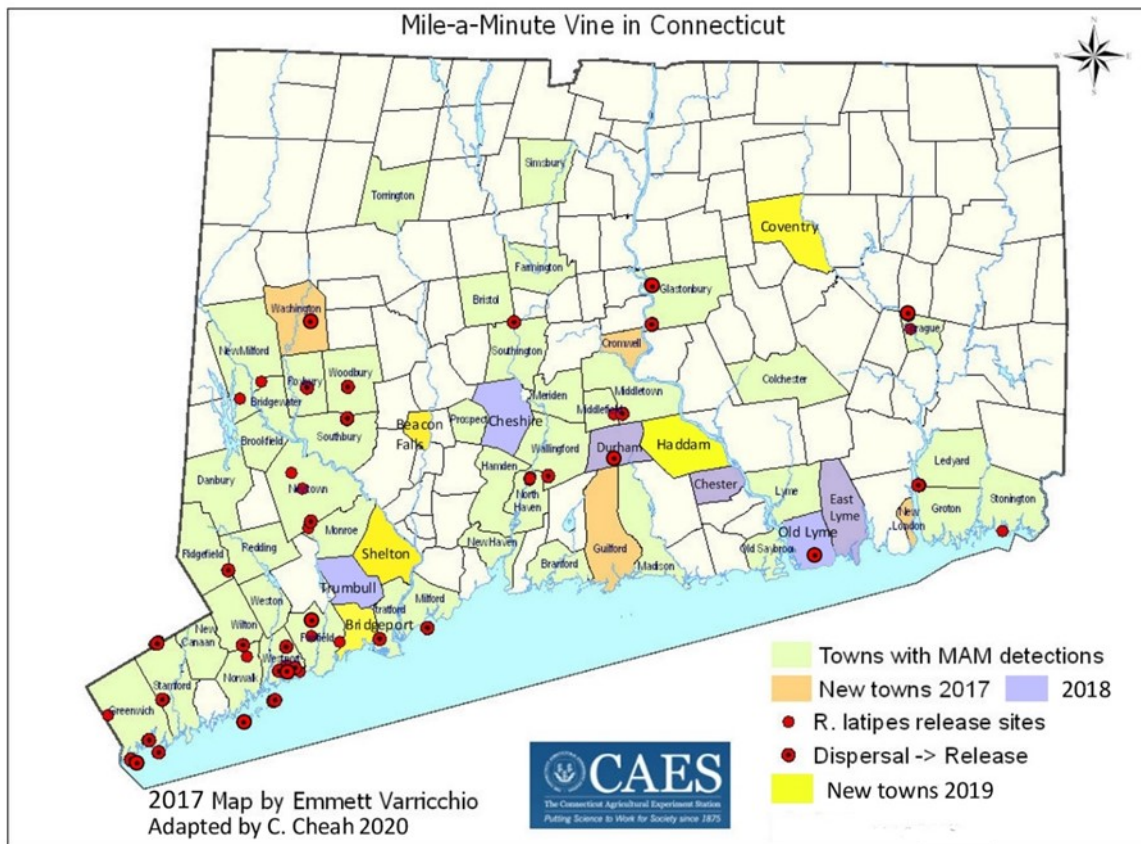 Mile-a-Minute Vine in Connecticut
N
W
E
S
Simsbury
Torrington
Coventry
Farmington
Bristol
Glastonbury
Washington
Southington
Cromwell
New Milford
Woodbury
Roxbury
Bridgewater
Colchester
Middletown
Meriden
Middlefield
Prospect
Cheshire
Beacon
Falls
Southbury
Brookfield
Wallingford
Durham
Haddam
Hamden
North
Haven
Danbury
Newtown
Chester
Lyme
East
Lyme
Ledyard
Stonington
Groton
New
London
Old Lyme
Monroe
New Haven
Guilford
Old Saybrook
Ridgefield
Redding
Shelton
Branford
Madison
Trumbull
Weston
Milford
Stratford
Wilton
Bridgeport
Fairfield
New
Canaan
Westport
Norwalk
Stamford
Greenwich
Towns with MAM detections
New towns 2017
2018
R. latipes release sites
Dispersal -> Release
New towns 2019
CAES
The Connecticut Agricultural Experiment Station
Putting Science to Work for Society since 1875
2017 Map by Emmett Varricchio
Adapted by C. Cheah 2020